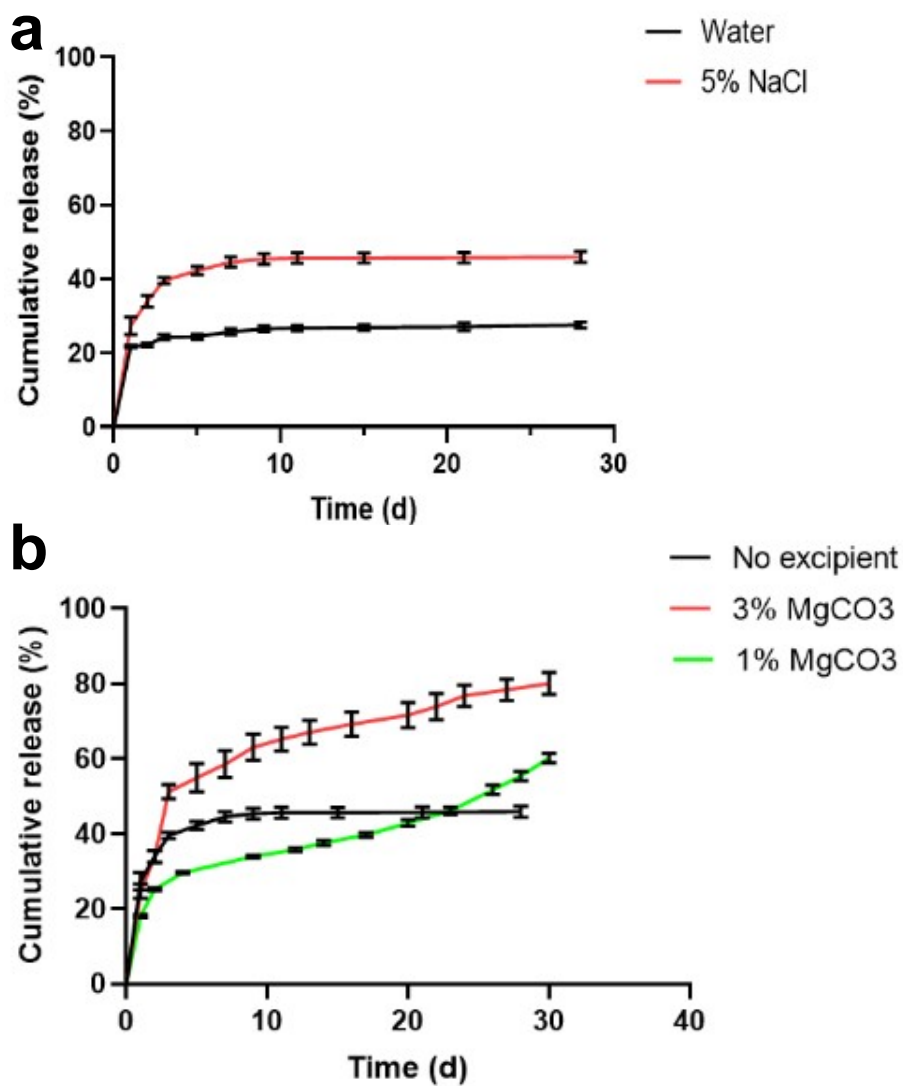 a
Water
5% NaCl
Cumulative release (%)
100
80
60
40
20
0
0 10 20 30
Time (d)
b
No excipient
3% MgCO3
1% MgCO3
Cumulative release (%)
100
80
60
40
20
0
0 10 20 30 40
Time (d)